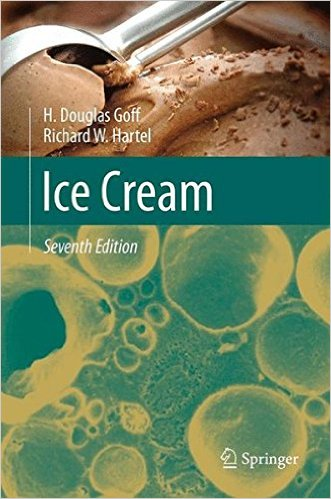 H. Douglas Goff
Richard W. Hartel
Ice Cream
Seventh Edition
Springer